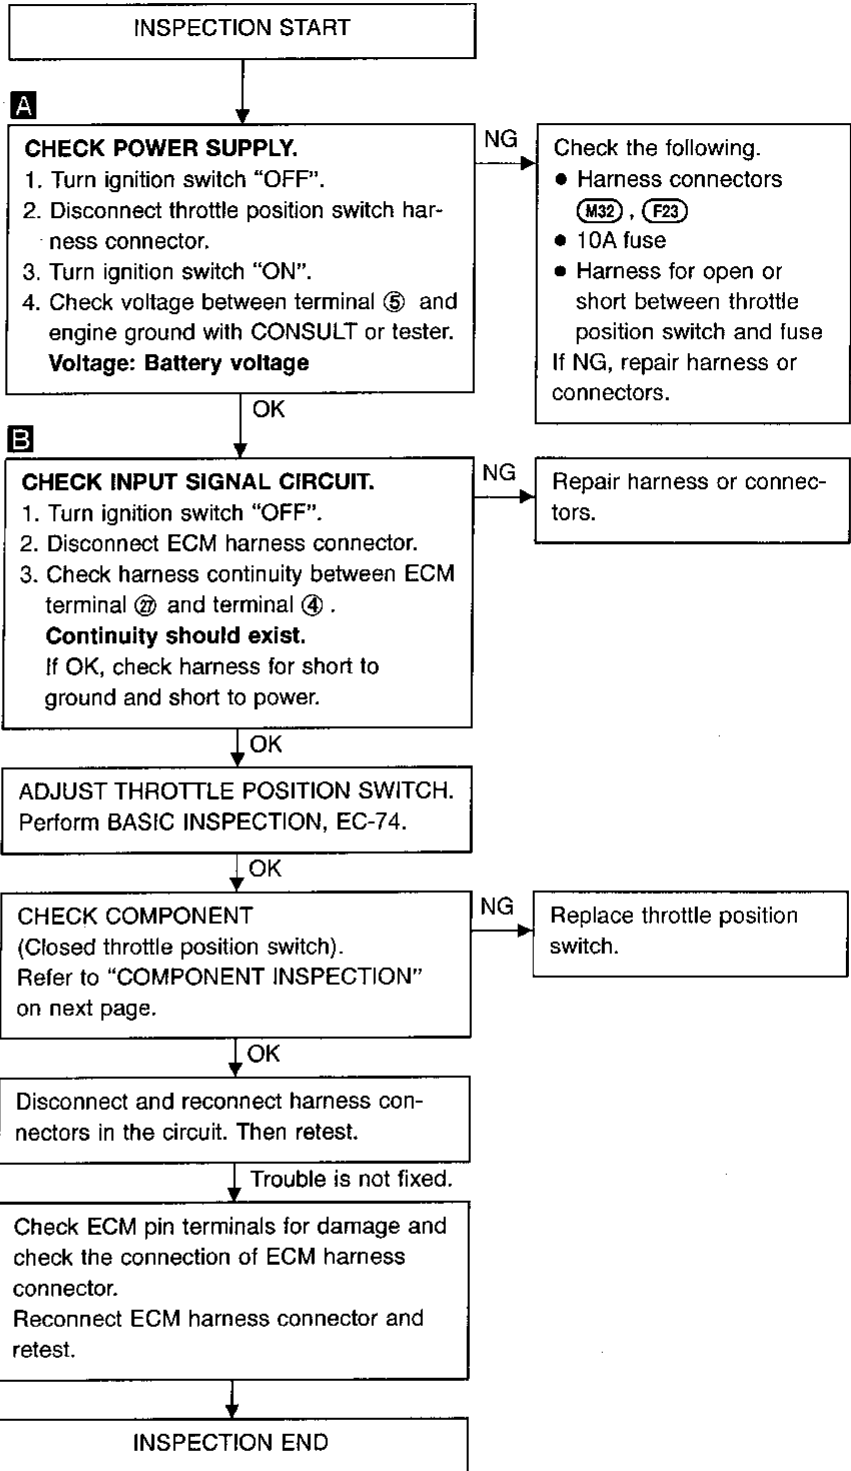 INSPECTION START
A
CHECK POWER SUPPLY.
1. Turn ignition switch “OFF”.
2. Disconnect throttle position switch har-
ness connector.
3. Turn ignition switch “ON”.
4. Check voltage between terminal ⑤ and
engine ground with CONSULT or tester.
Voltage: Battery voltage
NG
Check the following.
● Harness connectors
M32 , F23
● 10A fuse
● Harness for open or
short between throttle
position switch and fuse
If NG, repair harness or
connectors.
OK
B
CHECK INPUT SIGNAL CIRCUIT.
1. Turn ignition switch “OFF”.
2. Disconnect ECM harness connector.
3. Check harness continuity between ECM
terminal ㉗ and terminal ④ .
Continuity should exist.
If OK, check harness for short to
ground and short to power.
NG
Repair harness or connec-
tors.
OK
ADJUST THROTTLE POSITION SWITCH.
Perform BASIC INSPECTION, EC-74.
OK
CHECK COMPONENT
(Closed throttle position switch).
Refer to “COMPONENT INSPECTION”
on next page.
NG
Replace throttle position
switch.
OK
Disconnect and reconnect harness con-
nectors in the circuit. Then retest.
Trouble is not fixed.
Check ECM pin terminals for damage and
check the connection of ECM harness
connector.
Reconnect ECM harness connector and
retest.
INSPECTION END